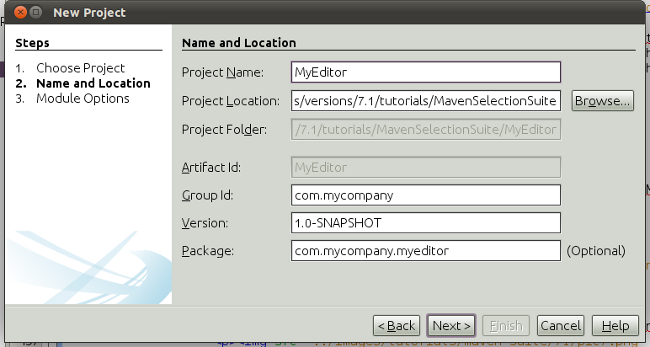 New Project
Steps
1. Choose Project
2. Name and Location
3. Module Options
Name and Location
Project Name: MyEditor
Project Location: s/versions/7.1/tutorials/MavenSelectionSuite Browse...
Project Folder: /7.1/tutorials/MavenSelectionSuite/MyEditor
Artifact Id: MyEditor
Group Id: com.mycompany
Version: 1.0-SNAPSHOT
Package: com.mycompany.myeditor (Optional)
< Back Next > Finish Cancel Help